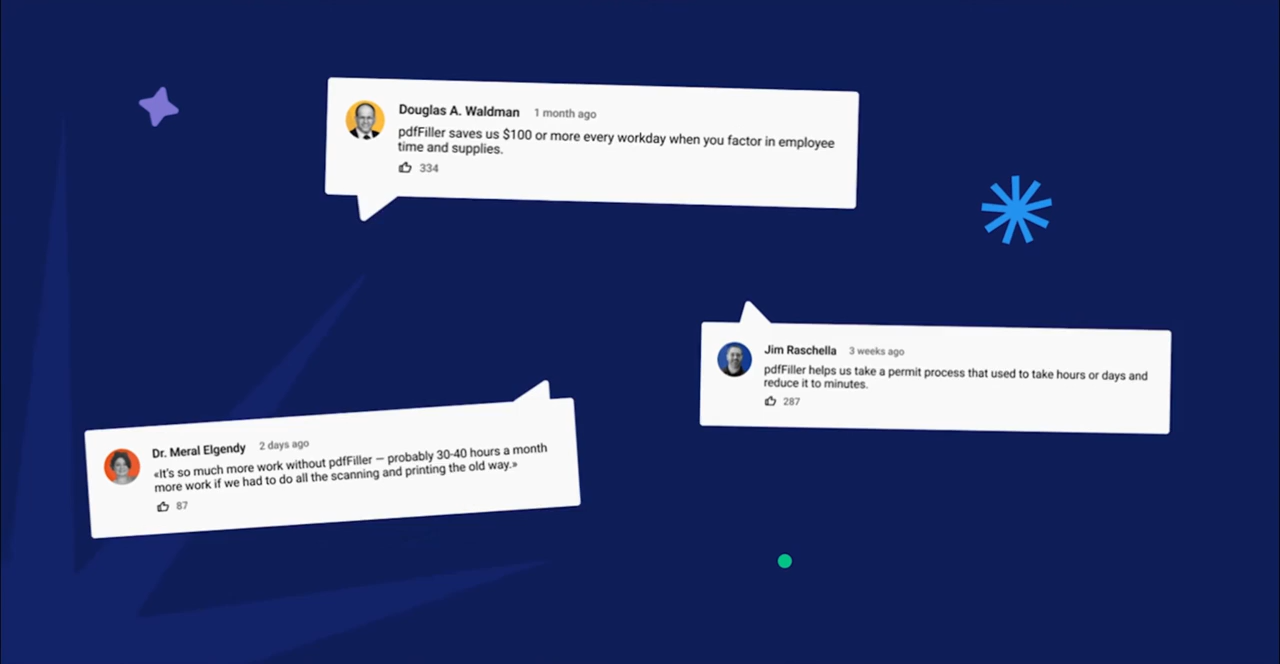 Douglas A. Waldman 1 month ago
pdfFiller saves us $100 or more every workday when you factor in employee
time and supplies.
334
Jim Raschella 3 weeks ago
pdfFiller helps us take a permit process that used to take hours or days and
reduce it to minutes.
287
Dr. Meral Elgendy 2 days ago
«It's so much more work without pdfFiller — probably 30-40 hours a month
more work if we had to do all the scanning and printing the old way.»
87